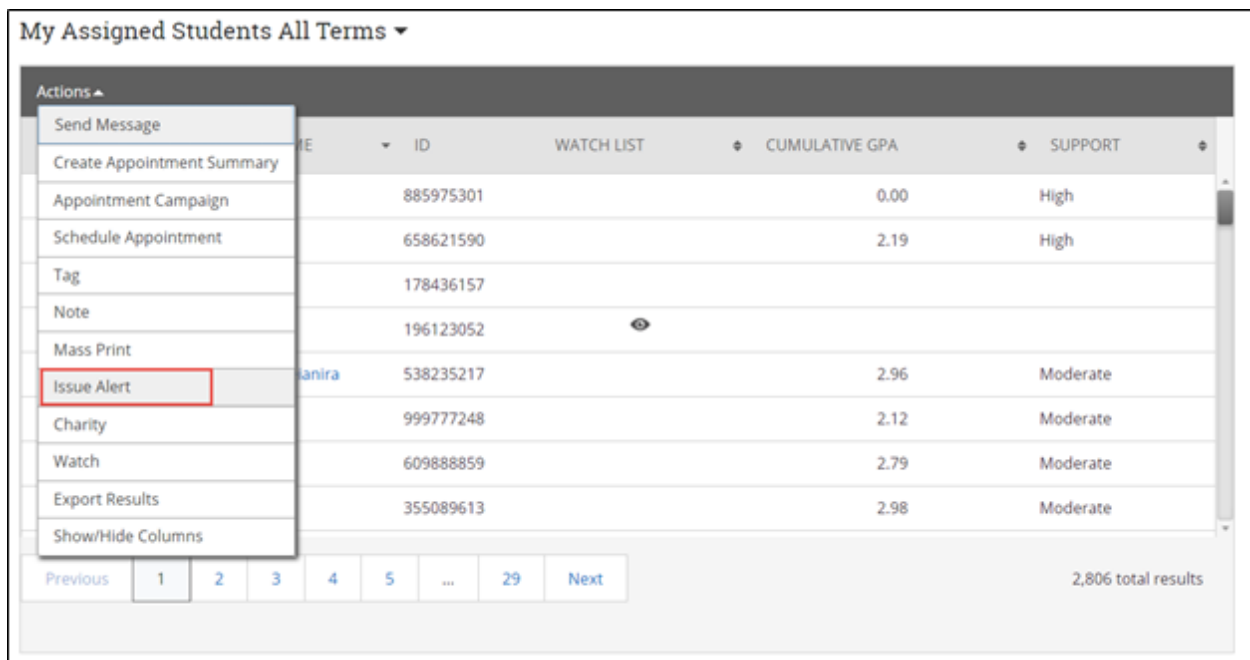 My Assigned Students All Terms
Actions
Send Message
Create Appointment Summary
Appointment Campaign
Schedule Appointment
Tag
Note
Mass Print
Issue Alert
Charity
Watch
Export Results
Show/Hide Columns
ME ID WATCH LIST CUMULATIVE GPA SUPPORT
885975301 0.00 High
658621590 2.19 High
178436157
196123052
ianira 538235217 2.96 Moderate
999777248 2.12 Moderate
609888859 2.79 Moderate
355089613 2.98 Moderate
Previous 1 2 3 4 5 ... 29 Next 2,806 total results